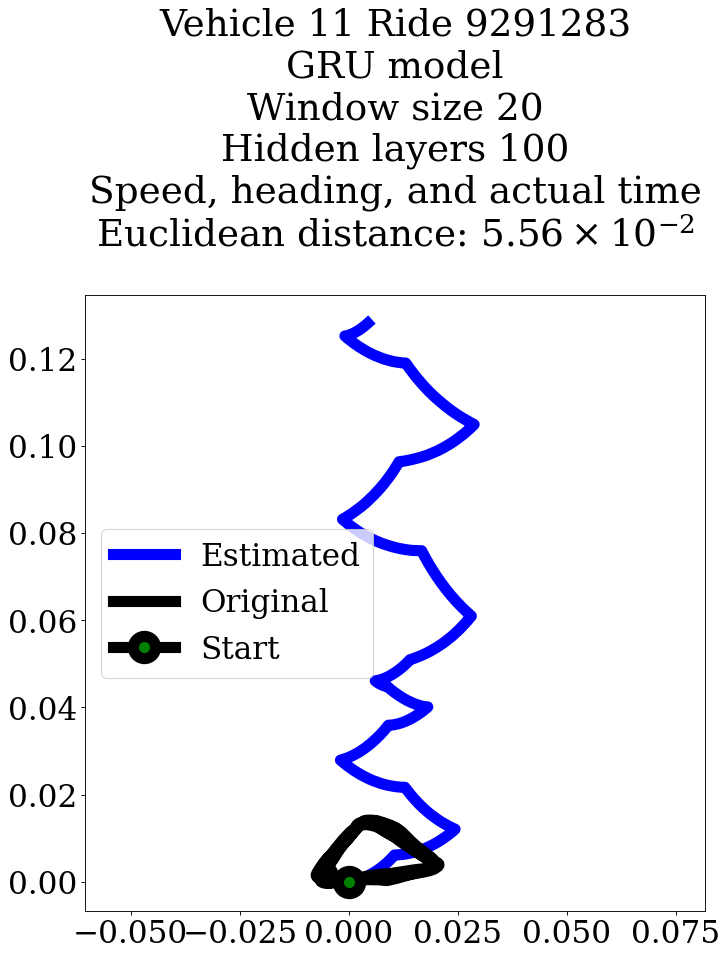 Vehicle 11 Ride 9291283
GRU model
Window size 20
Hidden layers 100
Speed, heading, and actual time
Euclidean distance: 5.56 × 10⁻²
0.12
0.10
0.08
0.06
0.04
0.02
0.00
Estimated
Original
Start
−0.050 −0.025 0.000 0.025 0.050 0.075